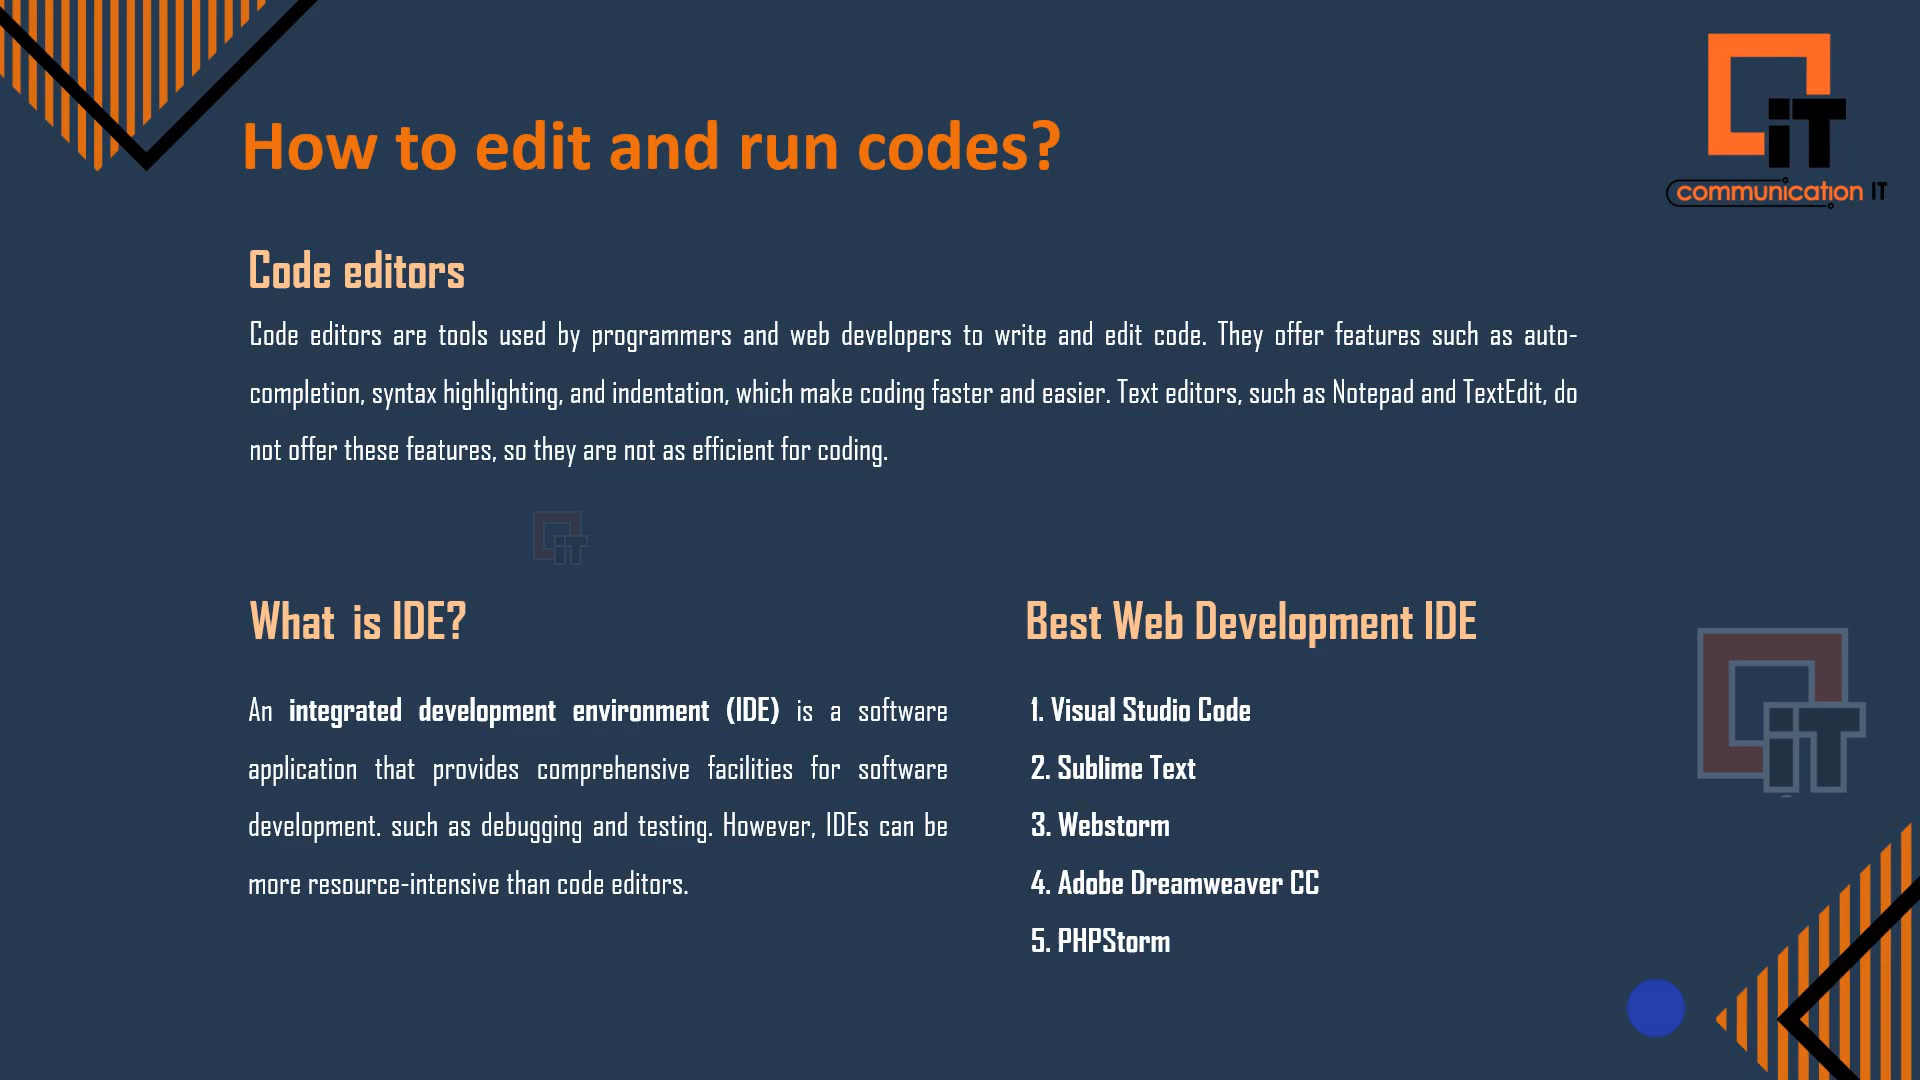 How to edit and run codes?
iT
communication IT
Code editors
Code editors are tools used by programmers and web developers to write and edit code. They offer features such as auto-
completion, syntax highlighting, and indentation, which make coding faster and easier. Text editors, such as Notepad and TextEdit, do
not offer these features, so they are not as efficient for coding.
iT
What is IDE?
An integrated development environment (IDE) is a software
application that provides comprehensive facilities for software
development. such as debugging and testing. However, IDEs can be
more resource-intensive than code editors.
Best Web Development IDE
1. Visual Studio Code
2. Sublime Text
3. Webstorm
4. Adobe Dreamweaver CC
5. PHPStorm
iT